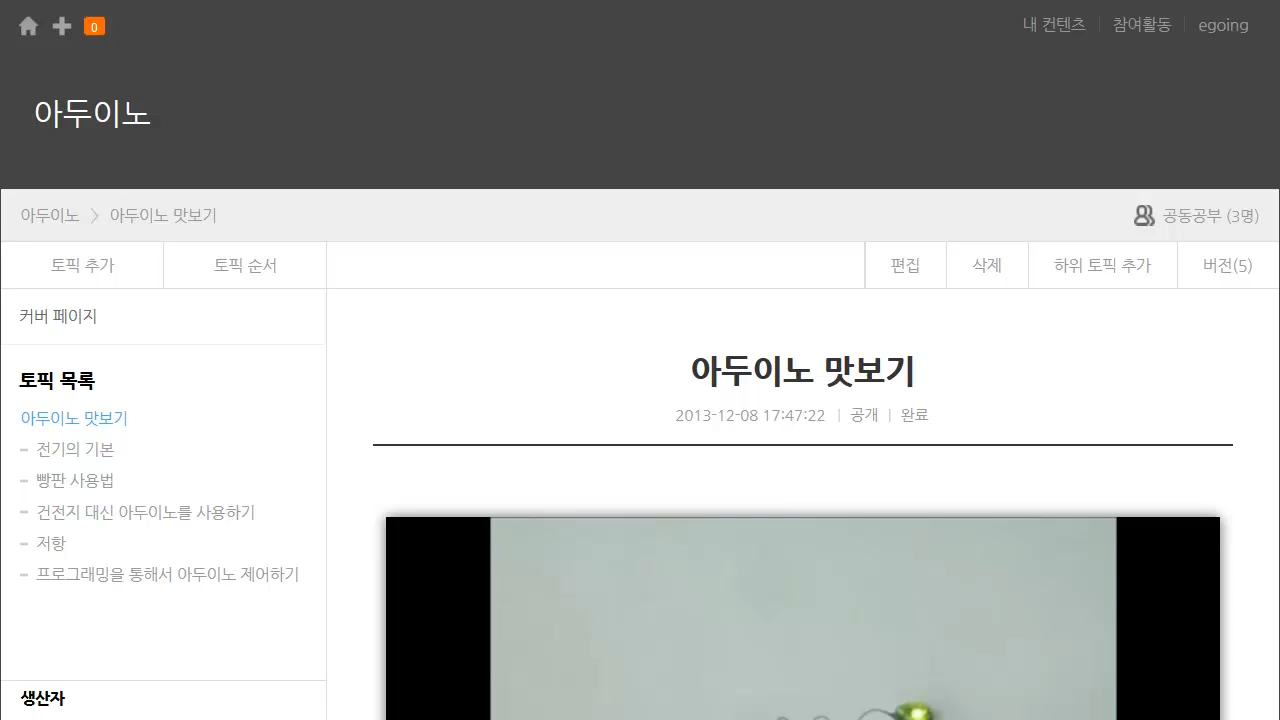 0
내 컨텐츠 참여활동 egoing
아두이노
아두이노 아두이노 맛보기
공동공부 (3명)
토픽 추가 토픽 순서
편집 삭제 하위 토픽 추가 버전(5)
커버 페이지
토픽 목록
아두이노 맛보기
전기의 기본
빵판 사용법
건전지 대신 아두이노를 사용하기
저항
프로그래밍을 통해서 아두이노 제어하기
생산자
아두이노 맛보기
2013-12-08 17:47:22 | 공개 | 완료